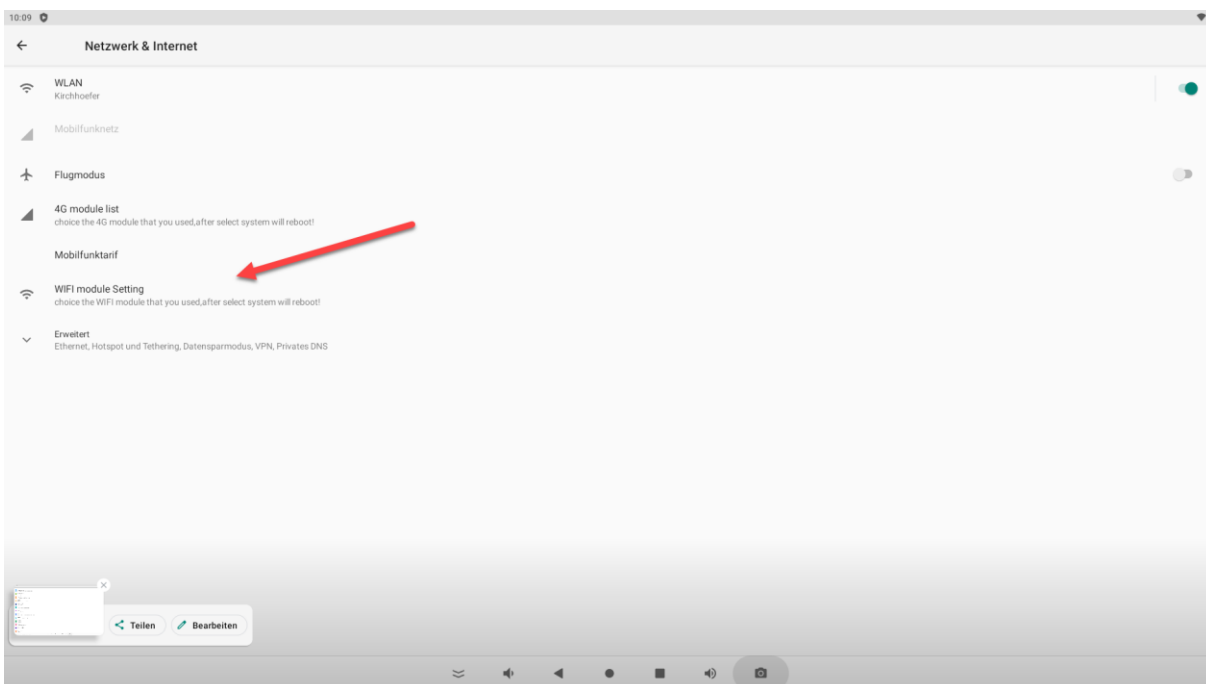 10:09
Netzwerk & Internet
WLAN
Kirchhoefer
Mobilfunknetz
Flugmodus
4G module list
choice the 4G module that you used,after select system will reboot!
Mobilfunktarif
WIFI module Setting
choice the WIFI module that you used,after select system will reboot!
Erweitert
Ethernet, Hotspot und Tethering, Datensparmodus, VPN, Privates DNS
Teilen
Bearbeiten